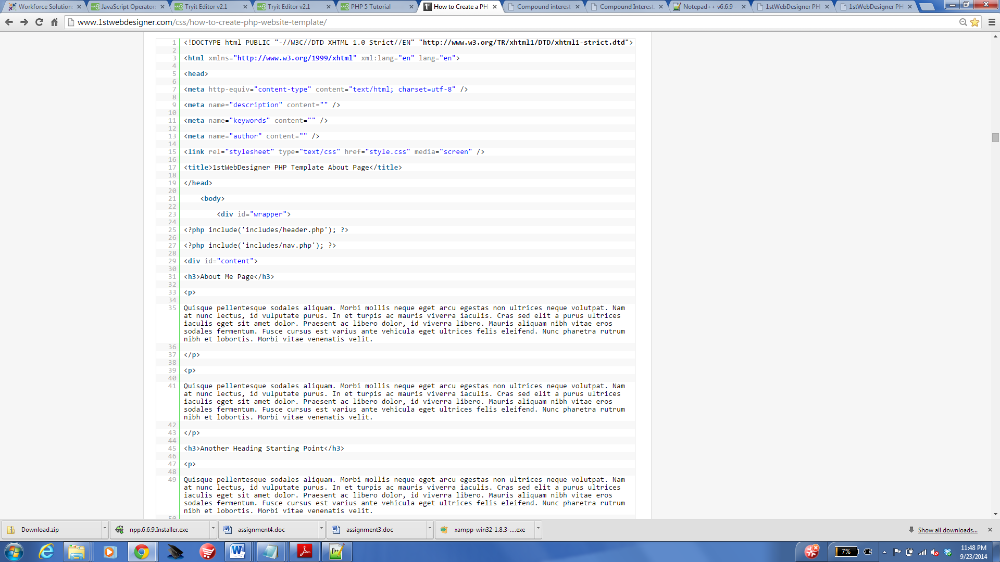 Workforce Solution
JavaScript Operator
Tryit Editor v2.1
Tryit Editor v2.1
PHP 5 Tutorial
How to Create a PH
Compound interest
Compound Interest
Notepad++ v6.6.9 -
1stWebDesigner PH
1stWebDesigner PH
www.1stwebdesigner.com/css/how-to-create-php-website-template/
1 <!DOCTYPE html PUBLIC "-//W3C//DTD XHTML 1.0 Strict//EN" "http://www.w3.org/TR/xhtml1/DTD/xhtml1-strict.dtd">
2
3 <html xmlns="http://www.w3.org/1999/xhtml" xml:lang="en" lang="en">
4
5 <head>
6
7 <meta http-equiv="content-type" content="text/html; charset=utf-8" />
8
9 <meta name="description" content="" />
10
11 <meta name="keywords" content="" />
12
13 <meta name="author" content="" />
14
15 <link rel="stylesheet" type="text/css" href="style.css" media="screen" />
16
17 <title>1stWebDesigner PHP Template About Page</title>
18
19 </head>
20
21 <body>
22
23 <div id="wrapper">
24
25 <?php include('includes/header.php'); ?>
26
27 <?php include('includes/nav.php'); ?>
28
29 <div id="content">
30
31 <h3>About Me Page</h3>
32
33 <p>
34
35 Quisque pellentesque sodales aliquam. Morbi mollis neque eget arcu egestas non ultrices neque volutpat. Nam
at nunc lectus, id vulputate purus. In et turpis ac mauris viverra iaculis. Cras sed elit a purus ultrices
iaculis eget sit amet dolor. Praesent ac libero dolor, id viverra libero. Mauris aliquam nibh vitae eros
sodales fermentum. Fusce cursus est varius ante vehicula eget ultrices felis eleifend. Nunc pharetra rutrum
nibh et lobortis. Morbi vitae venenatis velit.
36
37 </p>
38
39 <p>
40
41 Quisque pellentesque sodales aliquam. Morbi mollis neque eget arcu egestas non ultrices neque volutpat. Nam
at nunc lectus, id vulputate purus. In et turpis ac mauris viverra iaculis. Cras sed elit a purus ultrices
iaculis eget sit amet dolor. Praesent ac libero dolor, id viverra libero. Mauris aliquam nibh vitae eros
sodales fermentum. Fusce cursus est varius ante vehicula eget ultrices felis eleifend. Nunc pharetra rutrum
nibh et lobortis. Morbi vitae venenatis velit.
42
43 </p>
44
45 <h3>Another Heading Starting Point</h3>
46
47 <p>
48
49 Quisque pellentesque sodales aliquam. Morbi mollis neque eget arcu egestas non ultrices neque volutpat. Nam
at nunc lectus, id vulputate purus. In et turpis ac mauris viverra iaculis. Cras sed elit a purus ultrices
iaculis eget sit amet dolor. Praesent ac libero dolor, id viverra libero. Mauris aliquam nibh vitae eros
sodales fermentum. Fusce cursus est varius ante vehicula eget ultrices felis eleifend. Nunc pharetra rutrum
nibh et lobortis. Morbi vitae venenatis velit.
50
Download.zip
npp.6.6.9.Installer.exe
assignment4.doc
assignment3.doc
xampp-win32-1.8.3-....exe
Show all downloads...
7%
11:48 PM
9/23/2014